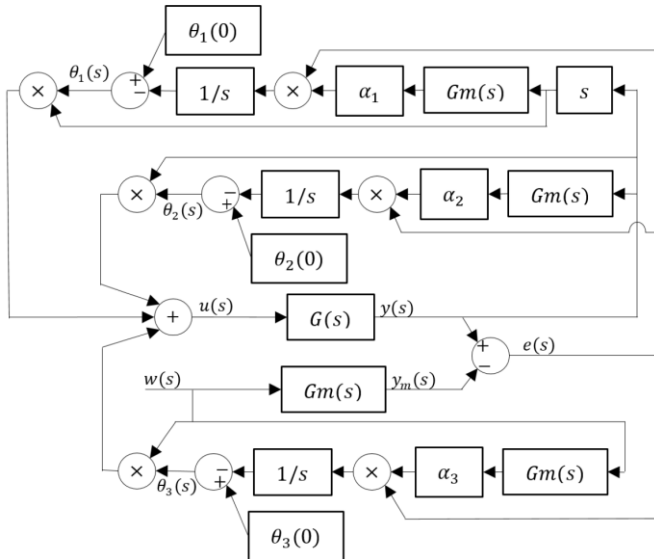 θ₁(0)
θ₁(s) + − 1/s × α₁ Gm(s) s
×
× θ₂(s) − + 1/s × α₂ Gm(s)
θ₂(0)
+ u(s) G(s) y(s)
+ − e(s)
w(s) Gm(s) yₘ(s)
× θ₃(s) − + 1/s × α₃ Gm(s)
θ₃(0)